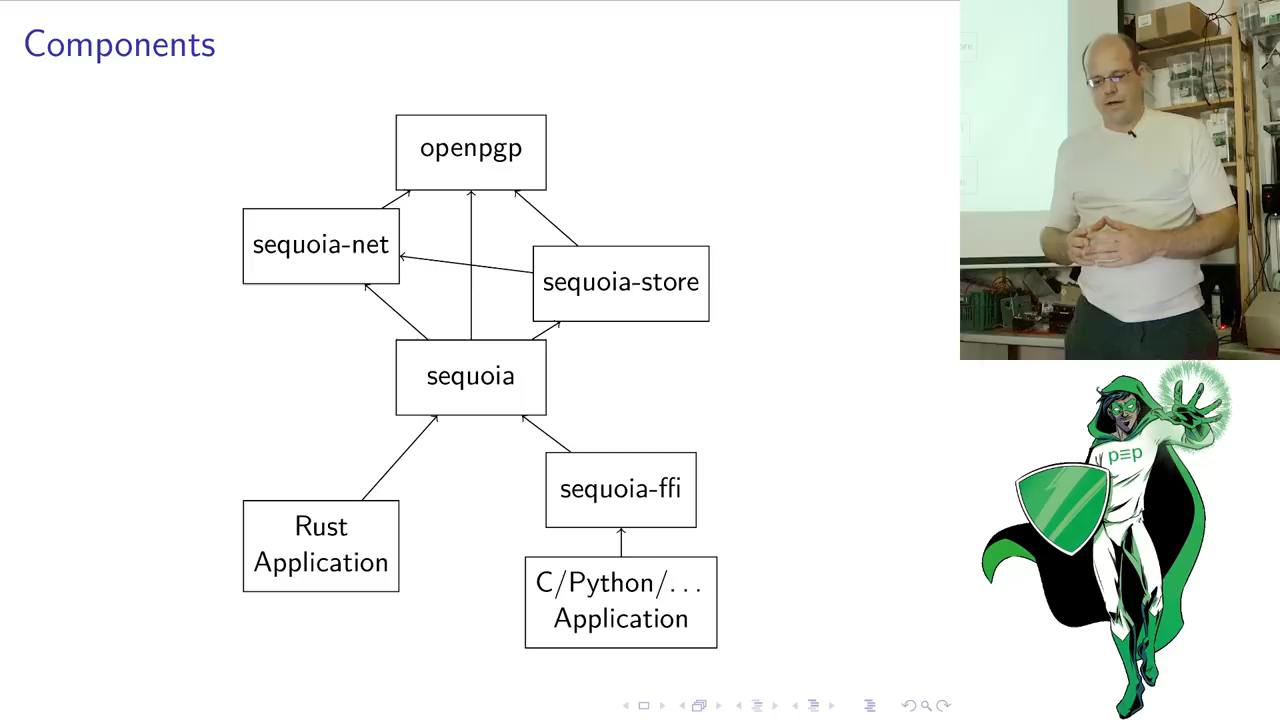 Components
openpgp
sequoia-net
sequoia-store
sequoia
sequoia-ffi
Rust
Application
C/Python/...
Application
p≡p